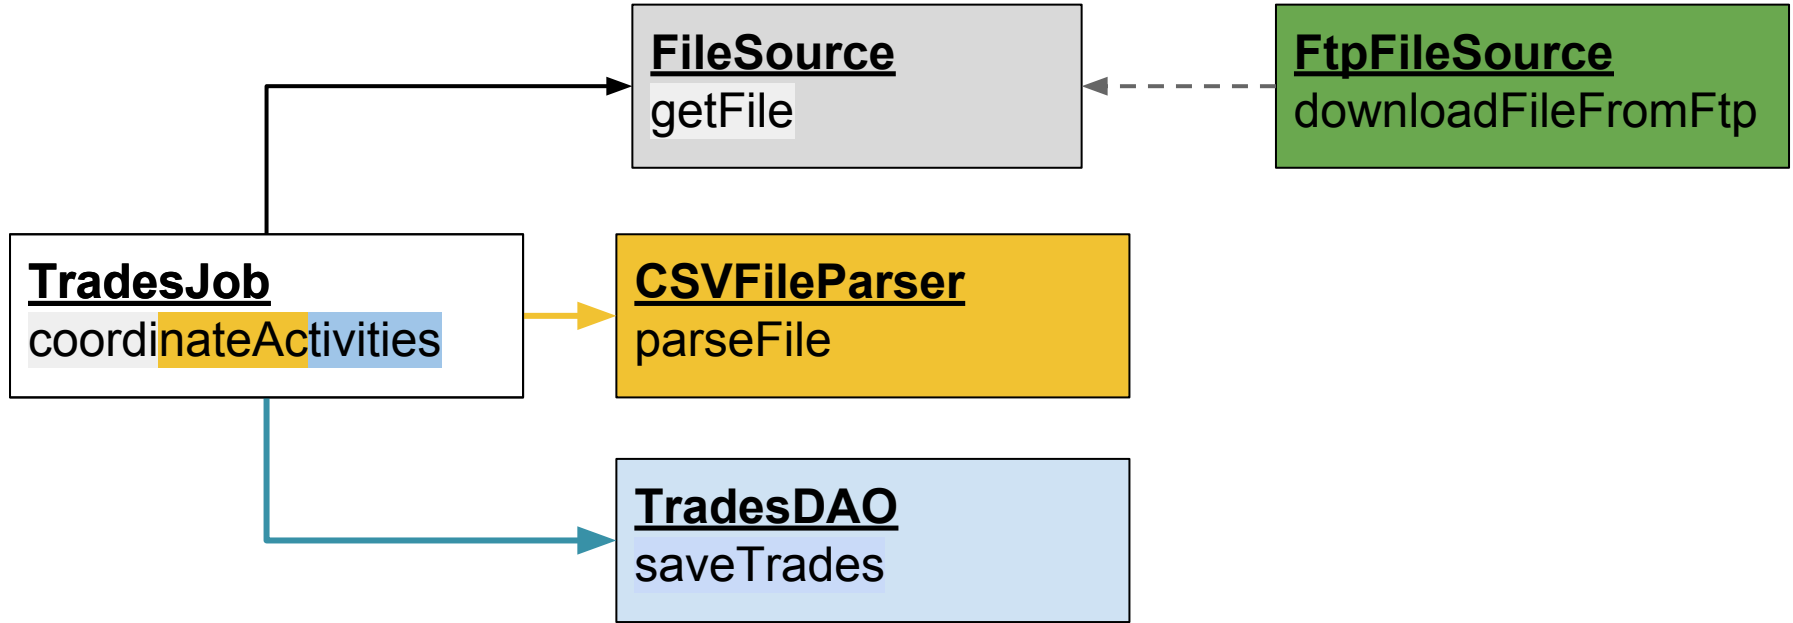 FileSource
getFile
FtpFileSource
downloadFileFromFtp
TradesJob
coordinateActivities
CSVFileParser
parseFile
TradesDAO
saveTrades